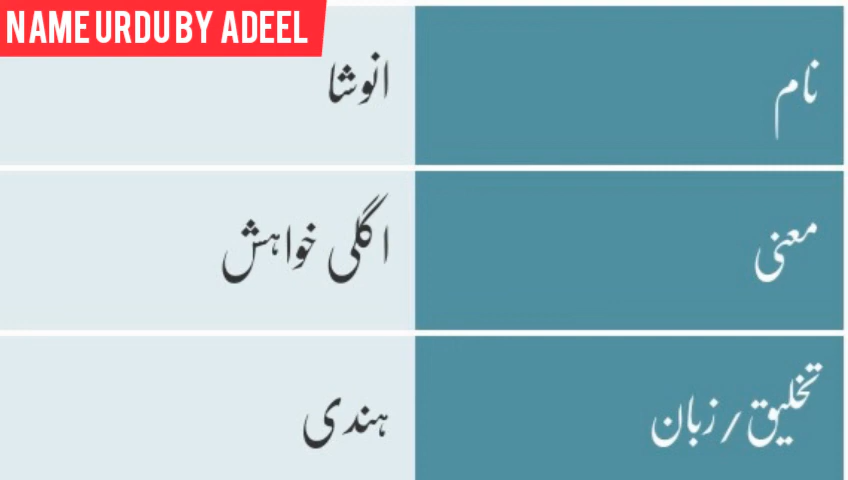 NAME URDU BY ADEEL
نام انوشا
معنی اگلی خواہش
تخلیق/زبان ہندی